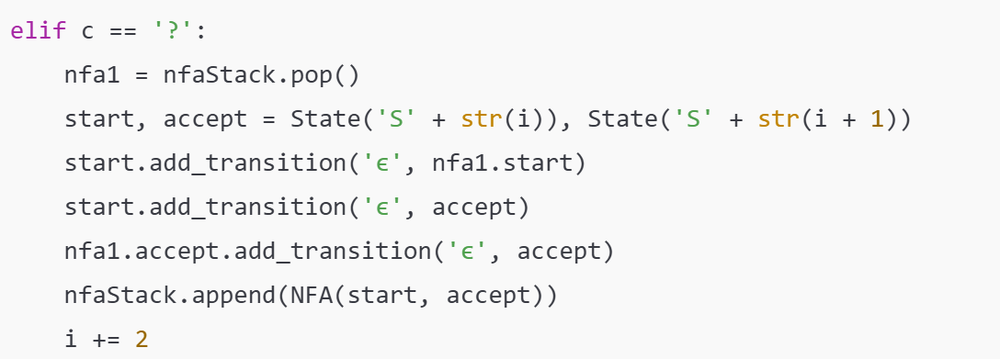 elif c == '?':
    nfa1 = nfaStack.pop()
    start, accept = State('S' + str(i)), State('S' + str(i + 1))
    start.add_transition('ϵ', nfa1.start)
    start.add_transition('ϵ', accept)
    nfa1.accept.add_transition('ϵ', accept)
    nfaStack.append(NFA(start, accept))
    i += 2